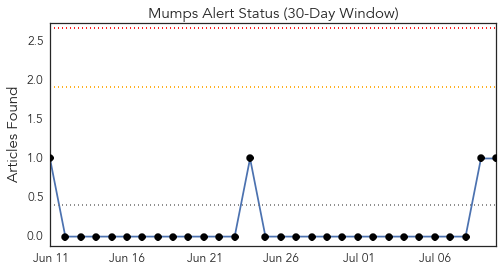 Mumps Alert Status (30-Day Window)
Articles Found
2.5
2.0
1.5
1.0
0.5
0.0
Jun 11 Jun 16 Jun 21 Jun 26 Jul 01 Jul 06